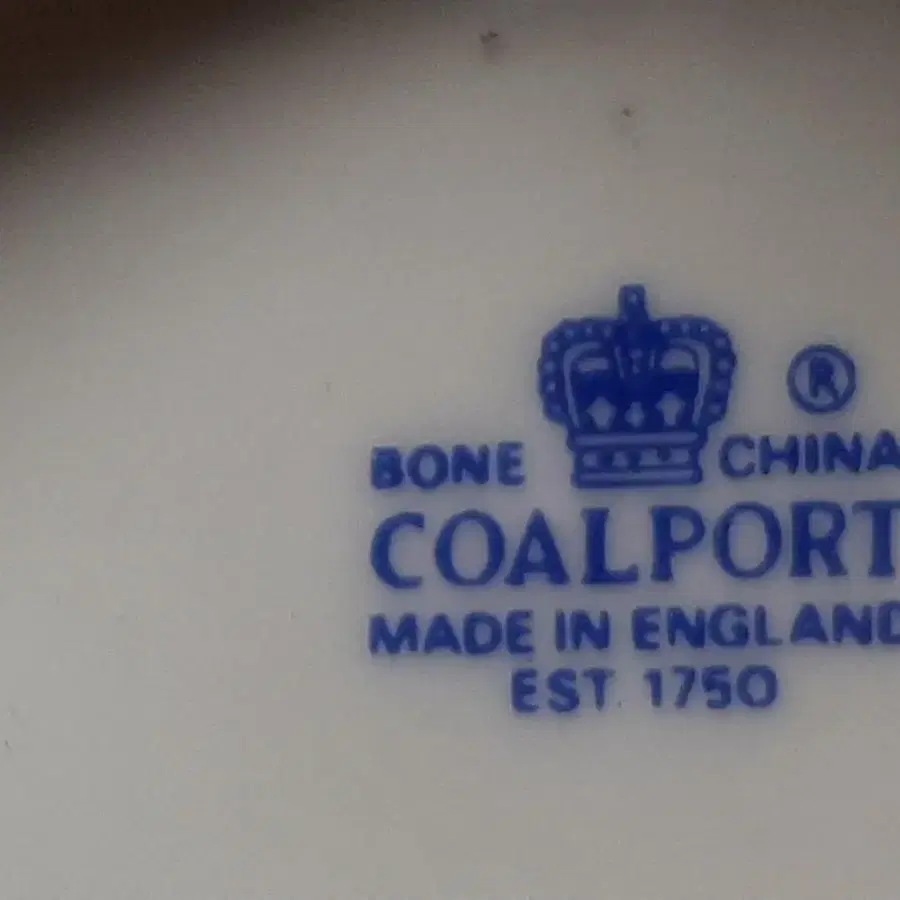 ®
BONE CHINA
COALPORT
MADE IN ENGLAND
EST. 1750